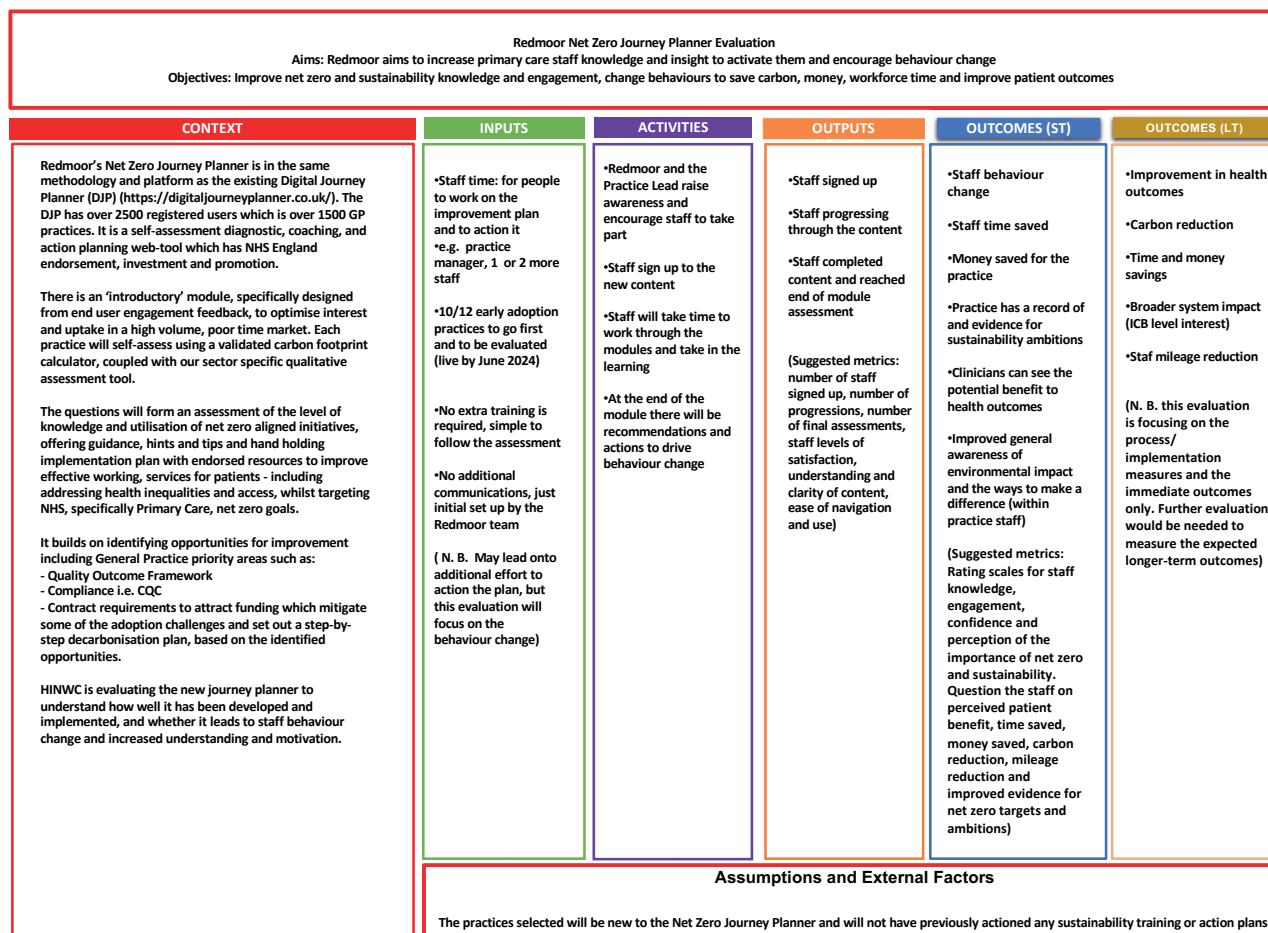 Redmoor Net Zero Journey Planner Evaluation
Aims: Redmoor aims to increase primary care staff knowledge and insight to activate them and encourage behaviour change
Objectives: Improve net zero and sustainability knowledge and engagement, change behaviours to save carbon, money, workforce time and improve patient outcomes
CONTEXT
Redmoor's Net Zero Journey Planner is in the same
methodology and platform as the existing Digital Journey
Planner (DJP) (https://digitaljourneyplanner.co.uk/). The
DJP has over 2500 registered users which is over 1500 GP
practices. It is a self-assessment diagnostic, coaching, and
action planning web-tool which has NHS England
endorsement, investment and promotion.
There is an 'introductory' module, specifically designed
from end user engagement feedback, to optimise interest
and uptake in a high volume, poor time market. Each
practice will self-assess using a validated carbon footprint
calculator, coupled with our sector specific qualitative
assessment tool.
The questions will form an assessment of the level of
knowledge and utilisation of net zero aligned initiatives,
offering guidance, hints and tips and hand holding
implementation plan with endorsed resources to improve
effective working, services for patients - including
addressing health inequalities and access, whilst targeting
NHS, specifically Primary Care, net zero goals.
It builds on identifying opportunities for improvement
including General Practice priority areas such as:
- Quality Outcome Framework
- Compliance i.e. CQC
- Contract requirements to attract funding which mitigate
some of the adoption challenges and set out a step-by-
step decarbonisation plan, based on the identified
opportunities.
HINWC is evaluating the new journey planner to
understand how well it has been developed and
implemented, and whether it leads to staff behaviour
change and increased understanding and motivation.
INPUTS
•Staff time: for people
to work on the
improvement plan
and to action it
•e.g. practice
manager, 1 or 2 more
staff
•10/12 early adoption
practices to go first
and to be evaluated
(live by June 2024)
•No extra training is
required, simple to
follow the assessment
•No additional
communications, just
initial set up by the
Redmoor team
( N. B. May lead onto
additional effort to
action the plan, but
this evaluation will
focus on the
behaviour change)
ACTIVITIES
•Redmoor and the
Practice Lead raise
awareness and
encourage staff to take
part
•Staff sign up to the
new content
•Staff will take time to
work through the
modules and take in the
learning
•At the end of the
module there will be
recommendations and
actions to drive
behaviour change
OUTPUTS
•Staff signed up
•Staff progressing
through the content
•Staff completed
content and reached
end of module
assessment
(Suggested metrics:
number of staff
signed up, number of
progressions, number
of final assessments,
staff levels of
satisfaction,
understanding and
clarity of content,
ease of navigation
and use)
OUTCOMES (ST)
•Staff behaviour
change
•Staff time saved
•Money saved for the
practice
•Practice has a record of
and evidence for
sustainability ambitions
•Clinicians can see the
potential benefit to
health outcomes
•Improved general
awareness of
environmental impact
and the ways to make a
difference (within
practice staff)
(Suggested metrics:
Rating scales for staff
knowledge,
engagement,
confidence and
perception of the
importance of net zero
and sustainability.
Question the staff on
perceived patient
benefit, time saved,
money saved, carbon
reduction, mileage
reduction and
improved evidence for
net zero targets and
ambitions)
OUTCOMES (LT)
•Improvement in health
outcomes
•Carbon reduction
•Time and money
savings
•Broader system impact
(ICB level interest)
•Staf mileage reduction
(N. B. this evaluation
is focusing on the
process/
implementation
measures and the
immediate outcomes
only. Further evaluation
would be needed to
measure the expected
longer-term outcomes)
Assumptions and External Factors
The practices selected will be new to the Net Zero Journey Planner and will not have previously actioned any sustainability training or action plans